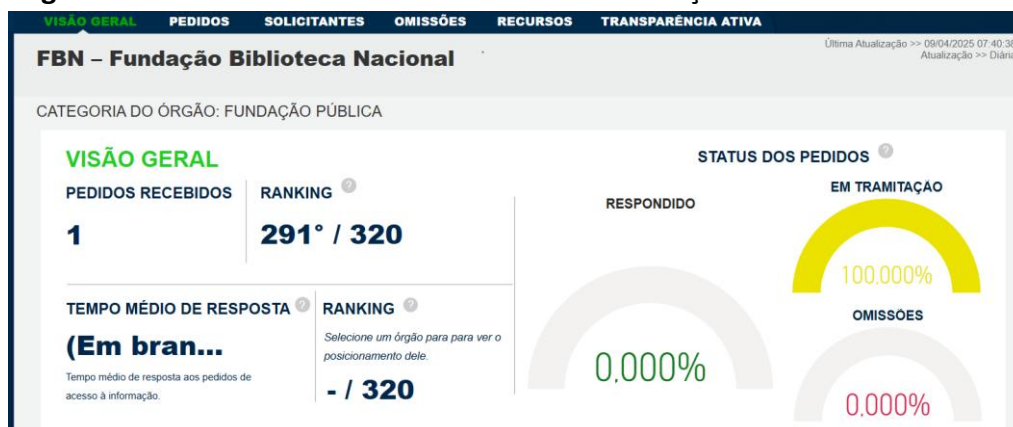 VISÃO GERAL PEDIDOS SOLICITANTES OMISSÕES RECURSOS TRANSPARÊNCIA ATIVA
Última Atualização >> 09/04/2025 07:40:38
Atualização >> Diária
FBN – Fundação Biblioteca Nacional
CATEGORIA DO ÓRGÃO: FUNDAÇÃO PÚBLICA
VISÃO GERAL
PEDIDOS RECEBIDOS
1
RANKING ?
291° / 320
TEMPO MÉDIO DE RESPOSTA ?
(Em bran...
Tempo médio de resposta aos pedidos de
acesso à informação.
RANKING ?
Selecione um órgão para para ver o
posicionamento dele.
- / 320
STATUS DOS PEDIDOS ?
RESPONDIDO
0,000%
EM TRAMITAÇÃO
100,000%
OMISSÕES
0,000%